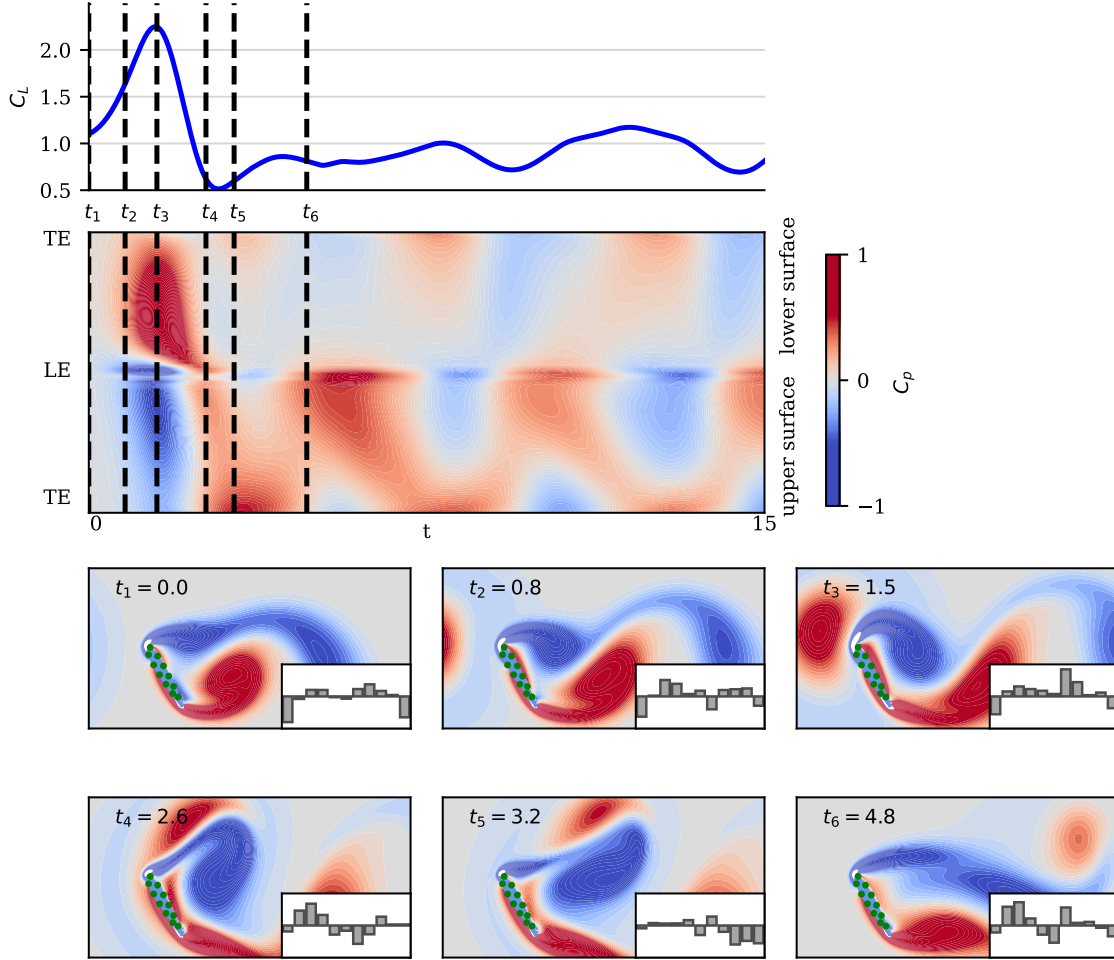 2.0
1.5
1.0
0.5
C_L
t_1 t_2 t_3 t_4 t_5 t_6
TE
LE
TE
0 t 15
upper surface lower surface
1
0
−1
C_p
t_1 = 0.0
t_2 = 0.8
t_3 = 1.5
t_4 = 2.6
t_5 = 3.2
t_6 = 4.8